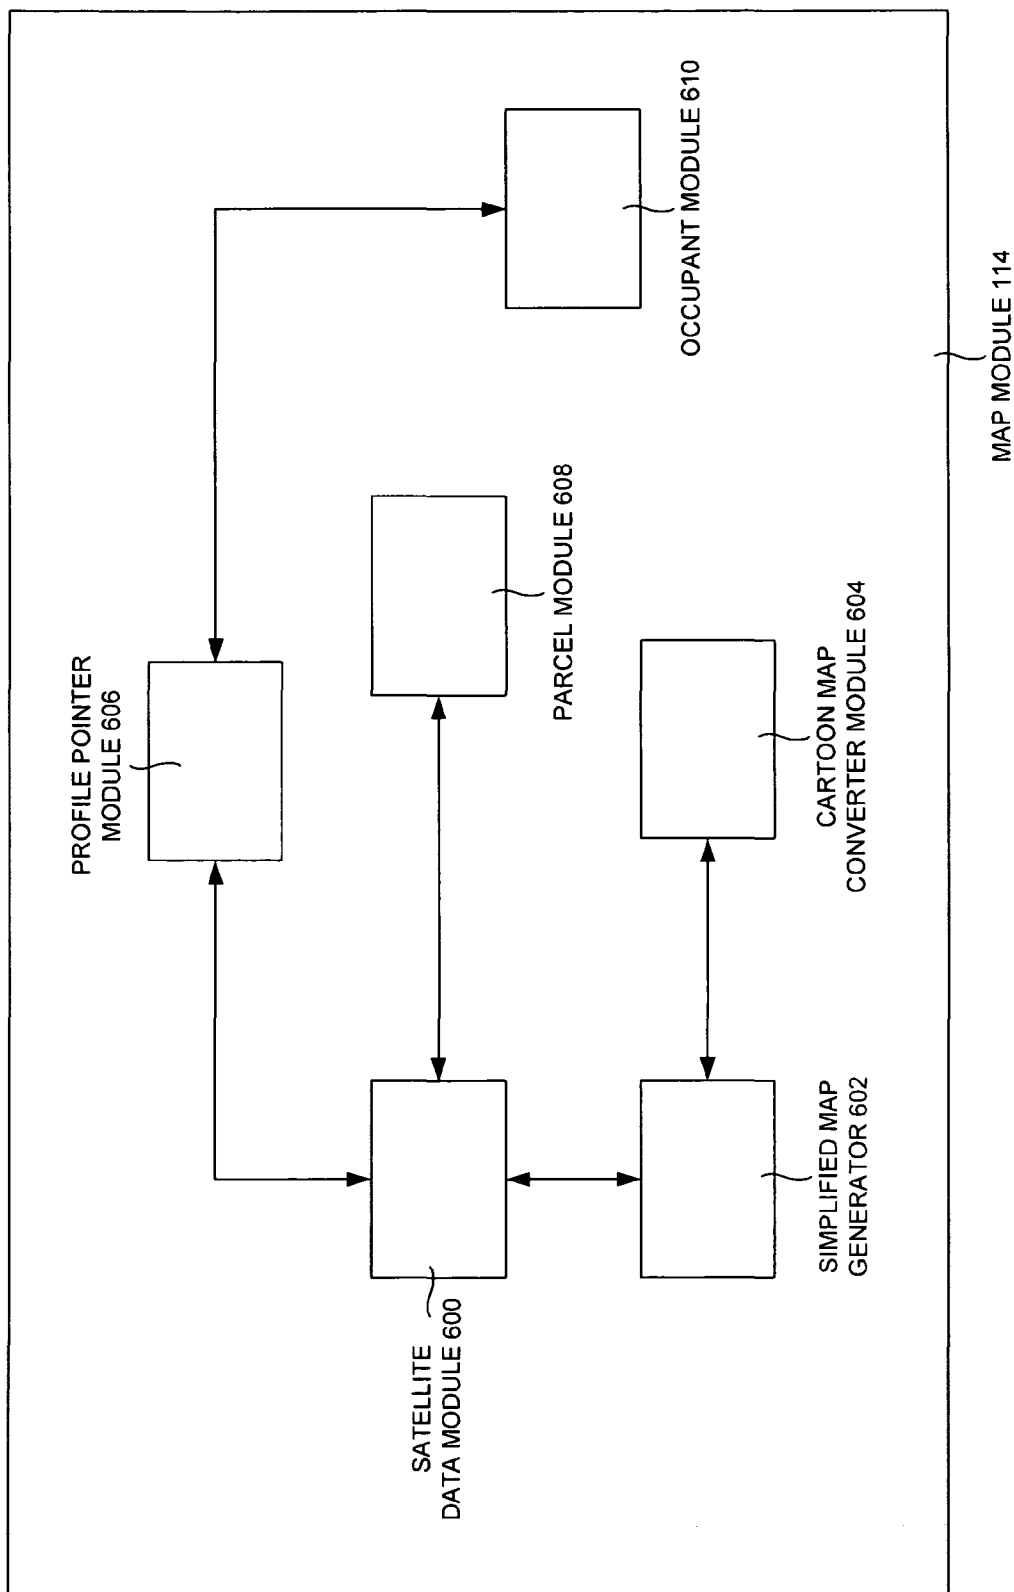 PROFILE POINTER
MODULE 606
OCCUPANT MODULE 610
PARCEL MODULE 608
SATELLITE
DATA MODULE 600
CARTOON MAP
CONVERTER MODULE 604
SIMPLIFIED MAP
GENERATOR 602
MAP MODULE 114